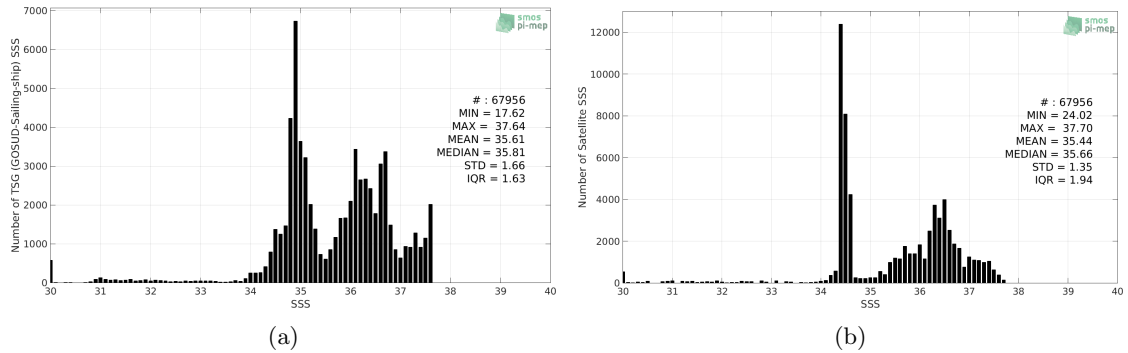 7000
6000
5000
4000
3000
2000
1000
0
Number of TSG (GOSUD-Sailing-ship) SSS
30 31 32 33 34 35 36 37 38 39 40
SSS
smos
pi-mep
# : 67956
MIN = 17.62
MAX = 37.64
MEAN = 35.61
MEDIAN = 35.81
STD = 1.66
IQR = 1.63
(a)
12000
10000
8000
6000
4000
2000
0
Number of Satellite SSS
30 31 32 33 34 35 36 37 38 39 40
SSS
smos
pi-mep
# : 67956
MIN = 24.02
MAX = 37.70
MEAN = 35.44
MEDIAN = 35.66
STD = 1.35
IQR = 1.94
(b)